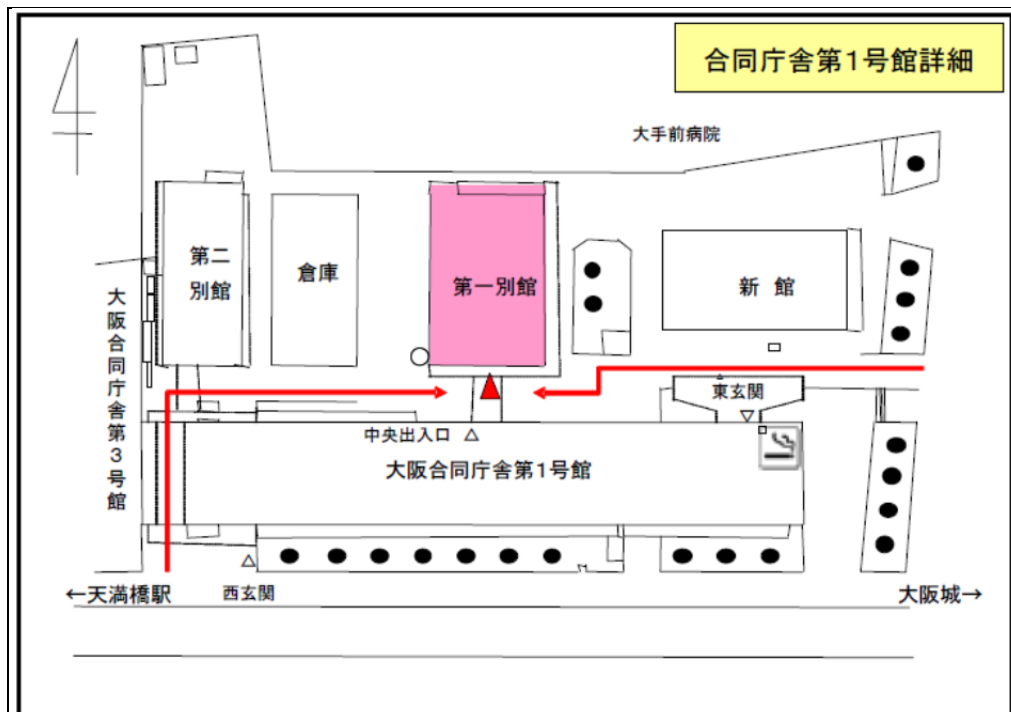 合同庁舎第1号館詳細
大手前病院
第二
別館
倉庫
第一別館
新 館
大阪合同庁舎第3号館
東玄関
中央出入口 △
大阪合同庁舎第1号館
←天満橋駅
西玄関
大阪城→